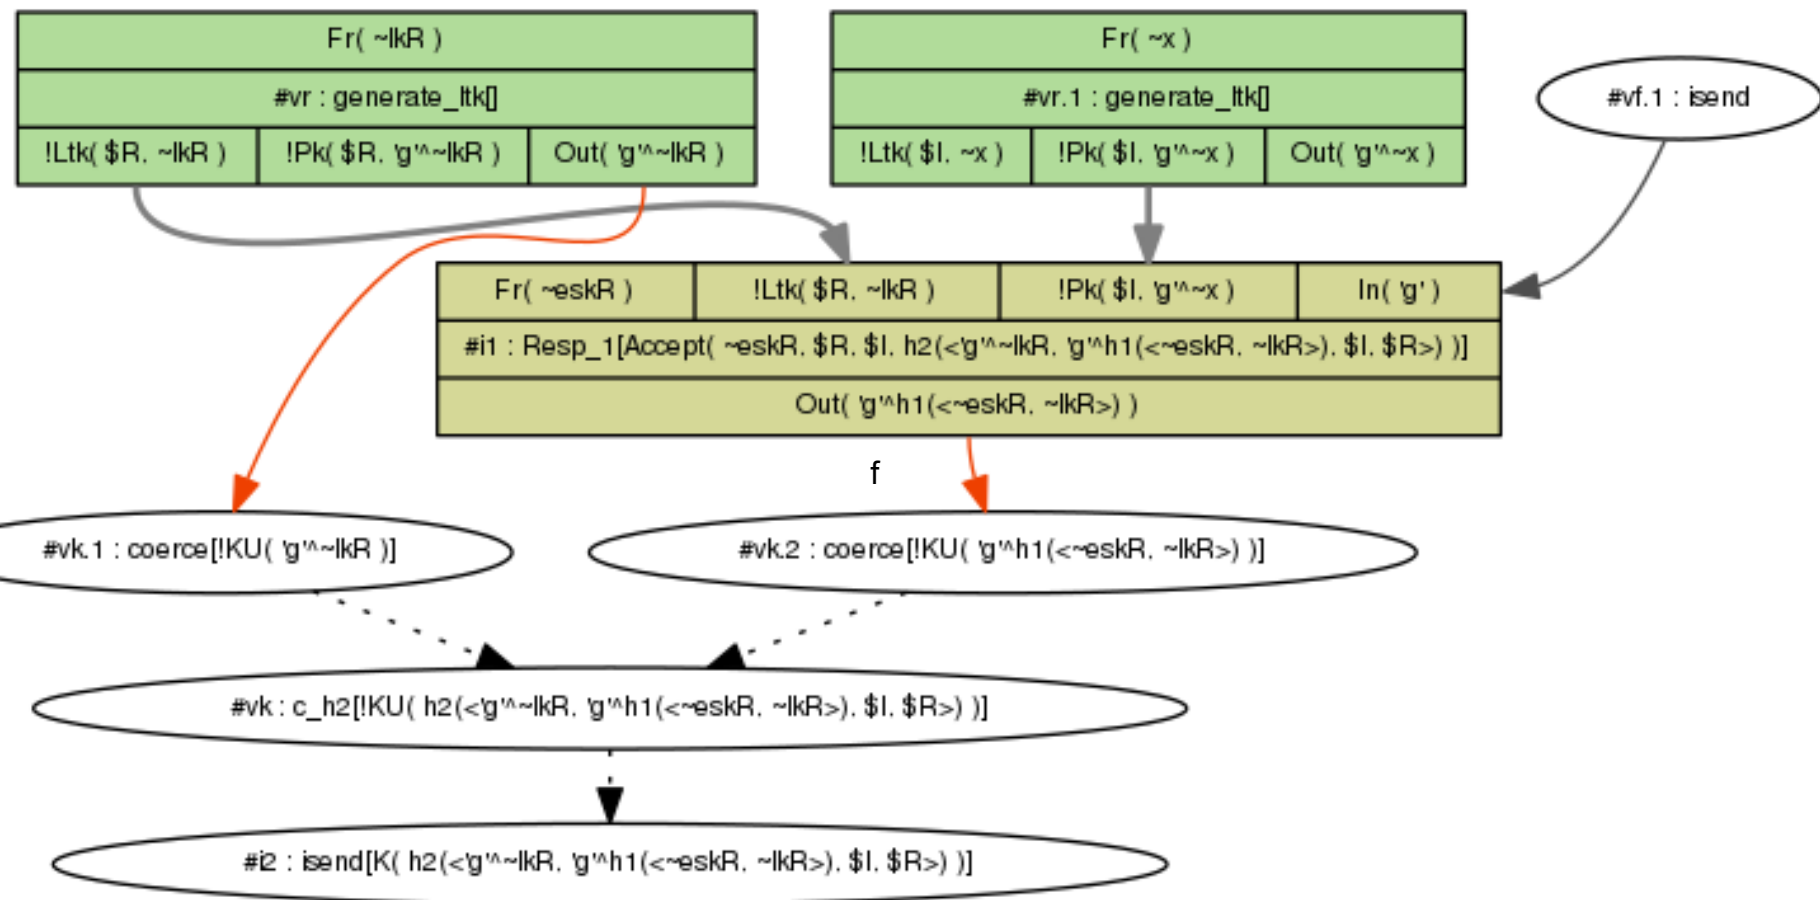 Fr( ~lkR )
#vr : generate_ltk[]
!Ltk( $R, ~lkR ) !Pk( $R, 'g'^~lkR ) Out( 'g'^~lkR )
Fr( ~x )
#vr.1 : generate_ltk[]
!Ltk( $I, ~x ) !Pk( $I, 'g'^~x ) Out( 'g'^~x )
#vf.1 : isend
Fr( ~eskR ) !Ltk( $R, ~lkR ) !Pk( $I, 'g'^~x ) In( 'g' )
#i1 : Resp_1[Accept( ~eskR, $R, $I, h2(<'g'^~lkR, 'g'^h1(<~eskR, ~lkR>), $I, $R>) )]
Out( 'g'^h1(<~eskR, ~lkR>) )
f
#vk.1 : coerce[!KU( 'g'^~lkR )]
#vk.2 : coerce[!KU( 'g'^h1(<~eskR, ~lkR>) )]
#vk : c_h2[!KU( h2(<'g'^~lkR, 'g'^h1(<~eskR, ~lkR>), $I, $R>) )]
#i2 : isend[K( h2(<'g'^~lkR, 'g'^h1(<~eskR, ~lkR>), $I, $R>) )]